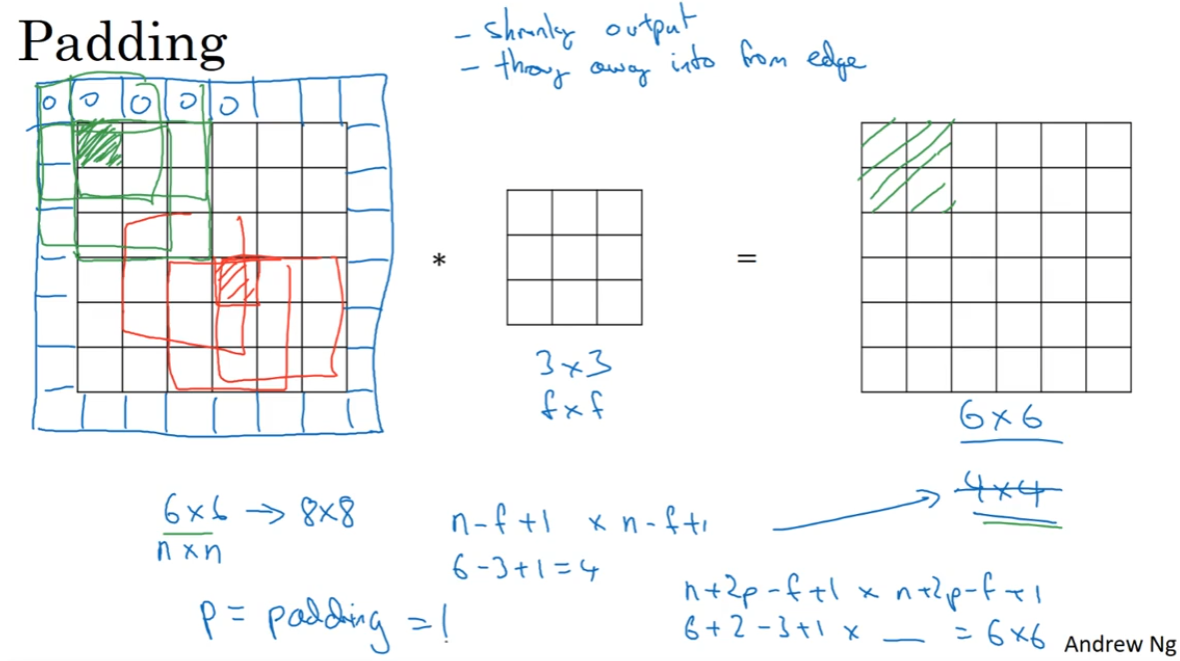 Padding
- shrinky output
- throw away info from edge
0 0 0 0 0
*
=
3×3
f×f
6×6
4×4
6×6 → 8×8
n×n
n-f+1 × n-f+1
6-3+1=4
p = padding = 1
n+2p-f+1 × n+2p-f+1
6+2-3+1 × __ = 6×6
Andrew Ng